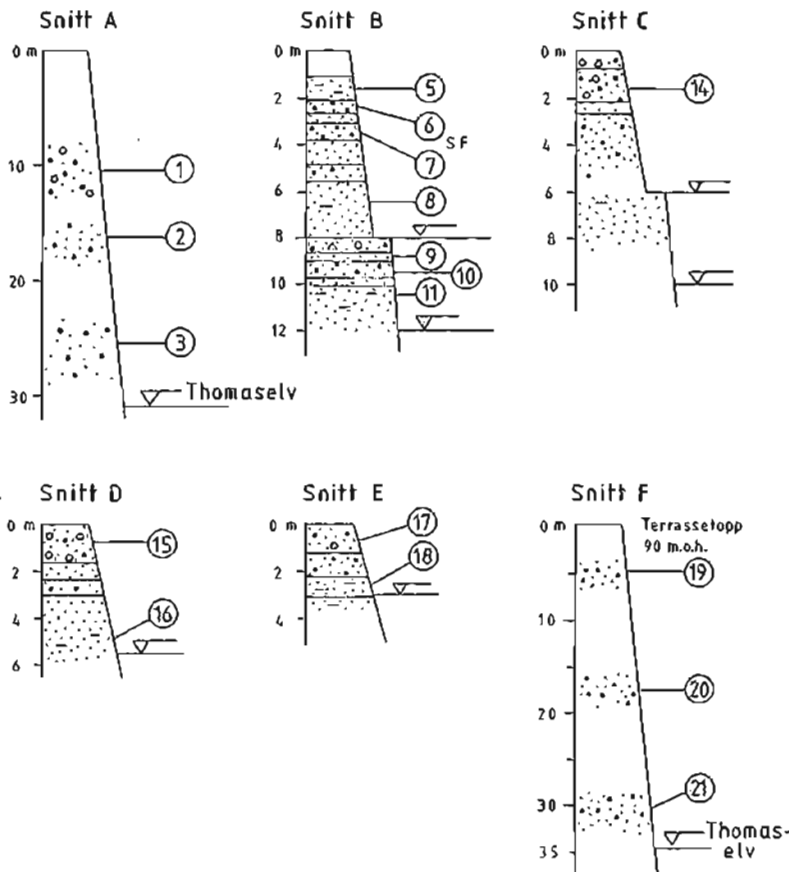 Snitt A
0 m
10
20
30
1
2
3
Thomaselv
Snitt B
0 m
2
4
6
8
10
12
5
6
SF
7
8
9
10
11
Snitt C
0 m
2
4
6
8
10
14
Snitt D
0 m
2
4
6
15
16
Snitt E
0 m
2
4
17
18
Snitt F
0 m
10
20
30
35
Terrassetopp
90 m.o.h.
19
20
21
Thomas-
elv